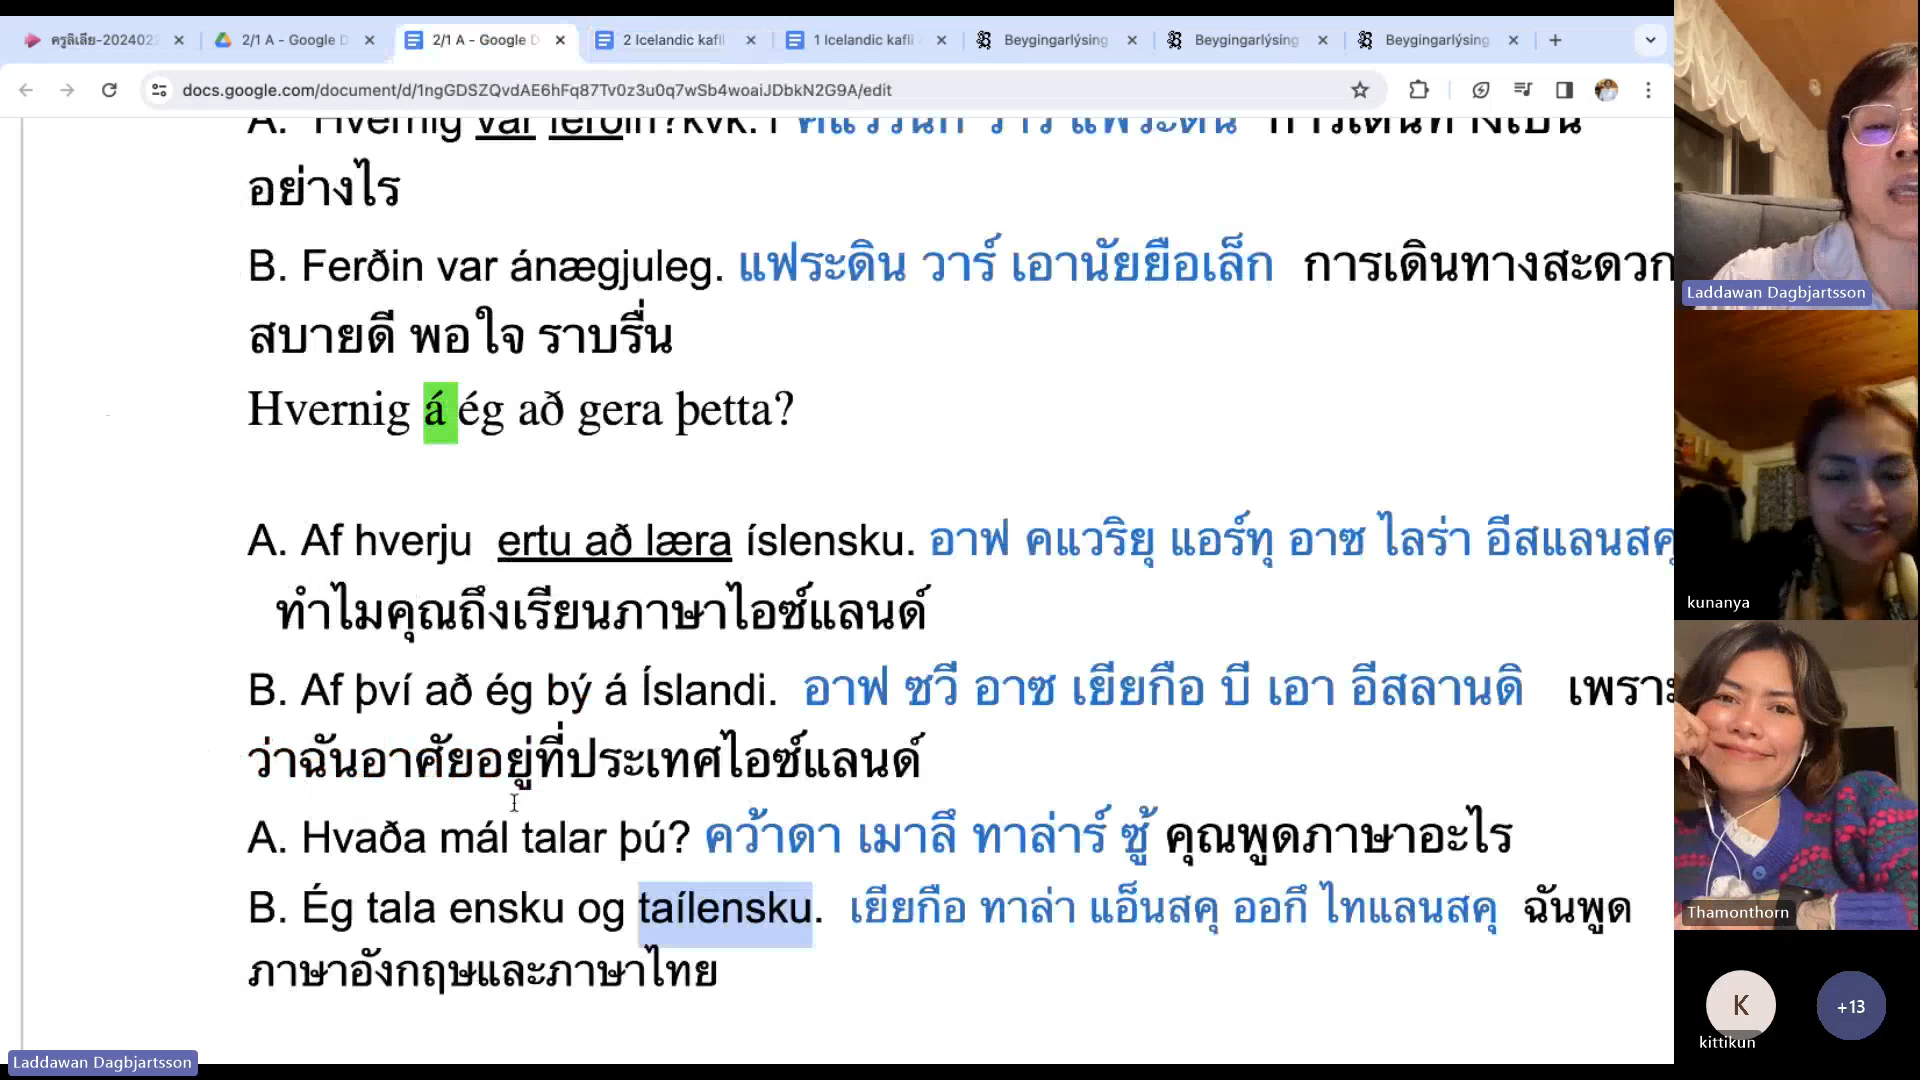 ครูลิเลีย-2024022
2/1 A - Google D
2/1 A - Google D
2 Icelandic kafli
1 Icelandic kafli
Beygingarlýsing
Beygingarlýsing
Beygingarlýsing
docs.google.com/document/d/1ngGDSZQvdAE6hFq87Tv0z3u0q7wSb4woaiJDbkN2G9A/edit
A. Hvernig var ferðin?kvk.
อย่างไร
B. Ferðin var ánægjuleg. แฟระดิน วาร์ เอานัยยือเล็ก การเดินทางสะดวก
สบายดี พอใจ ราบรื่น
Hvernig á ég að gera þetta?
A. Af hverju ertu að læra íslensku. อาฟ คแวริยุ แอร์ทุ อาซ ไลร่า อีสแลนสคุ
ทำไมคุณถึงเรียนภาษาไอซ์แลนด์
B. Af því að ég bý á Íslandi. อาฟ ซวี อาซ เยียกือ บี เอา อีสลานดิ เพราะ
ว่าฉันอาศัยอยู่ที่ประเทศไอซ์แลนด์
A. Hvaða mál talar þú? คว้าดา เมาลึ ทาล่าร์ ซู้ คุณพูดภาษาอะไร
B. Ég tala ensku og taílensku. เยียกือ ทาล่า แอ็นสคุ ออกึ ไทแลนสคุ ฉันพูด
ภาษาอังกฤษและภาษาไทย
Laddawan Dagbjartsson
Laddawan Dagbjartsson
kunanya
Thamonthorn
K
+13
kittikun